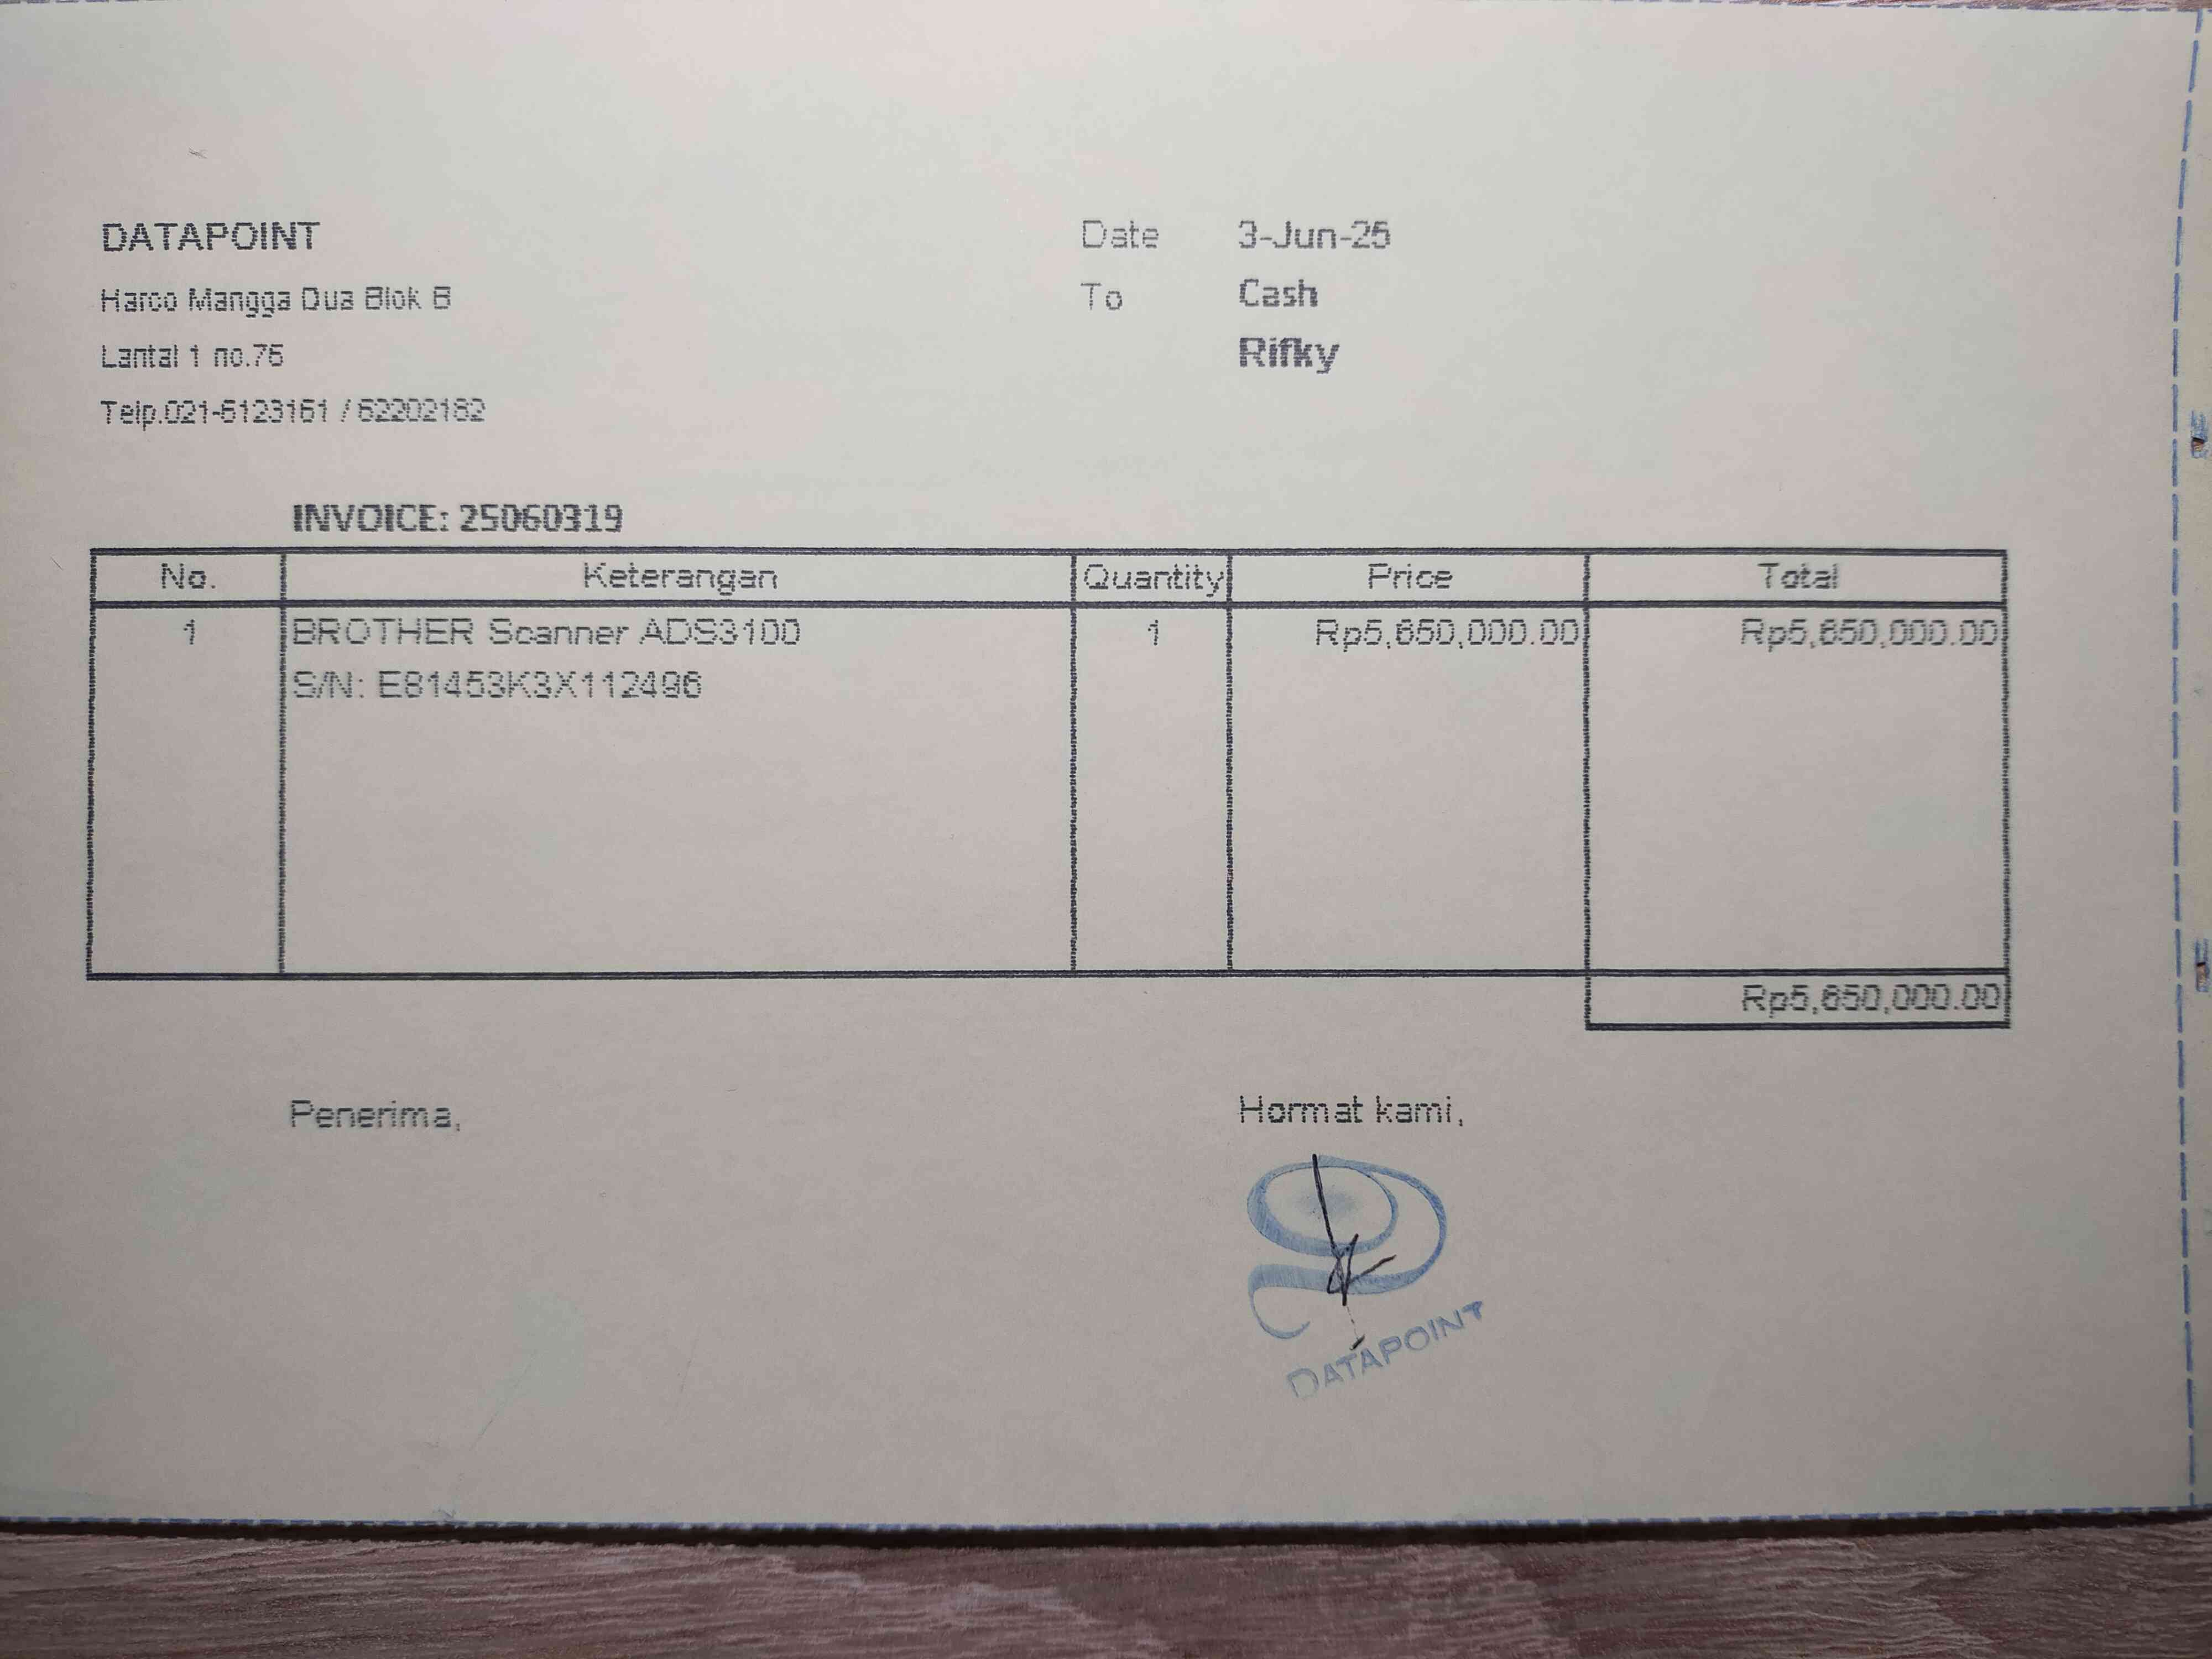 DATAPOINT
Harco Mangga Dua Blok B
Lantai 1 no.75
Telp.021-6123161 / 62202182
Date 3-Jun-25
To Cash
Rifky
INVOICE: 25060319
No. Keterangan Quantity Price Total
1 BROTHER Scanner ADS3100 1 Rp5,650,000.00 Rp5,650,000.00
S/N: E81453K3X112496
Rp5,650,000.00
Penerima,
Hormat kami,
DATAPOINT